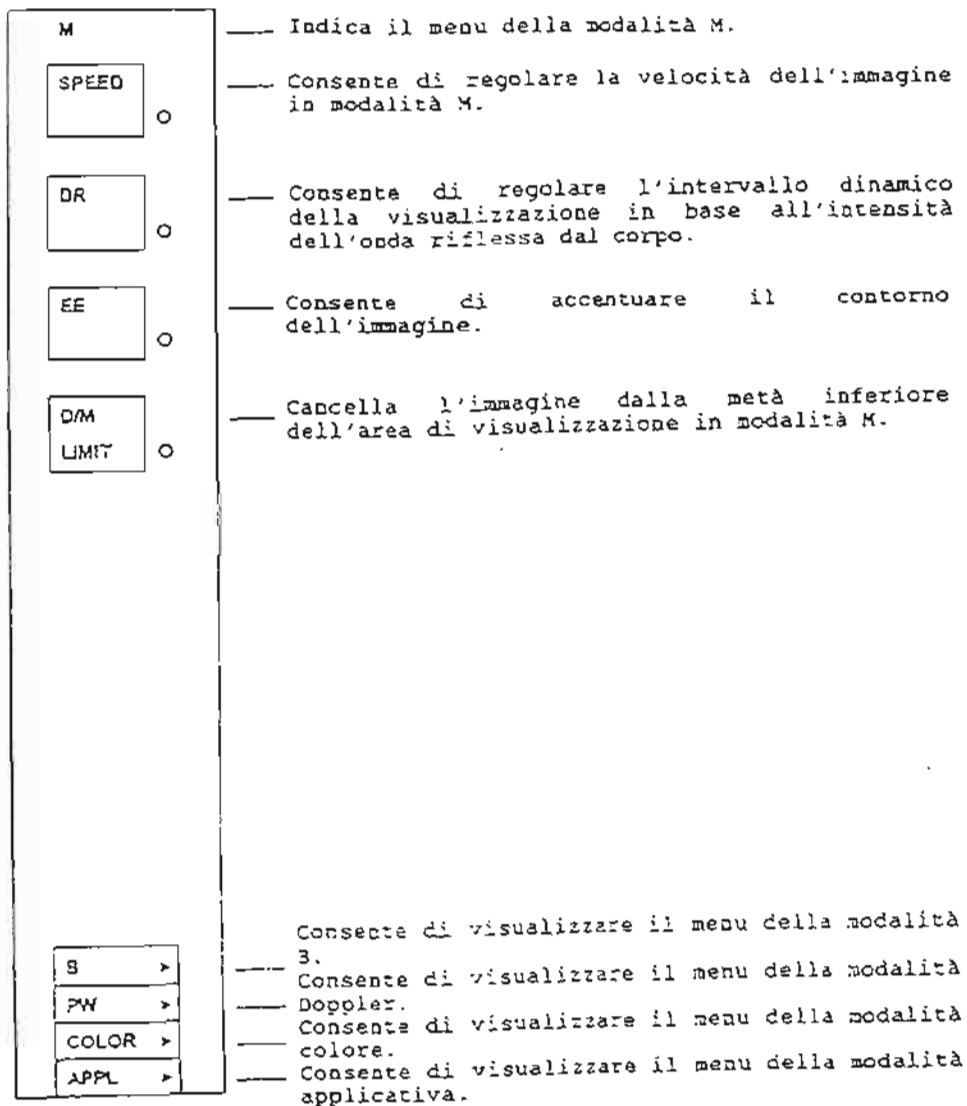 M
Indica il menu della modalità M.
SPEED
Consente di regolare la velocità dell'immagine
in modalità M.
DR
Consente di regolare l'intervallo dinamico
della visualizzazione in base all'intensità
dell'onda riflessa dal corpo.
EE
Consente di accentuare il contorno
dell'immagine.
D/M
LIMIT
Cancella l'immagine dalla metà inferiore
dell'area di visualizzazione in modalità M.
B
Consente di visualizzare il menu della modalità
B.
PW
Consente di visualizzare il menu della modalità
Doppler.
COLOR
Consente di visualizzare il menu della modalità
colore.
APPL
Consente di visualizzare il menu della modalità
applicativa.